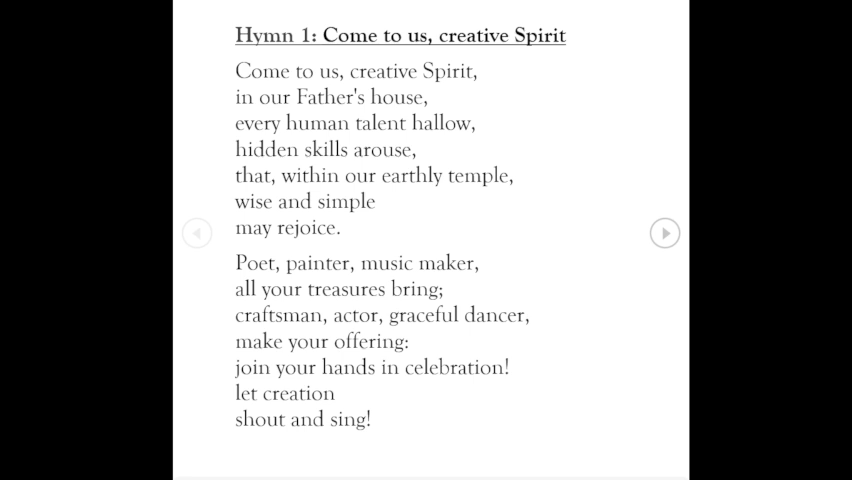 Hymn 1: Come to us, creative Spirit
Come to us, creative Spirit,
in our Father's house,
every human talent hallow,
hidden skills arouse,
that, within our earthly temple,
wise and simple
may rejoice.
Poet, painter, music maker,
all your treasures bring;
craftsman, actor, graceful dancer,
make your offering:
join your hands in celebration!
let creation
shout and sing!